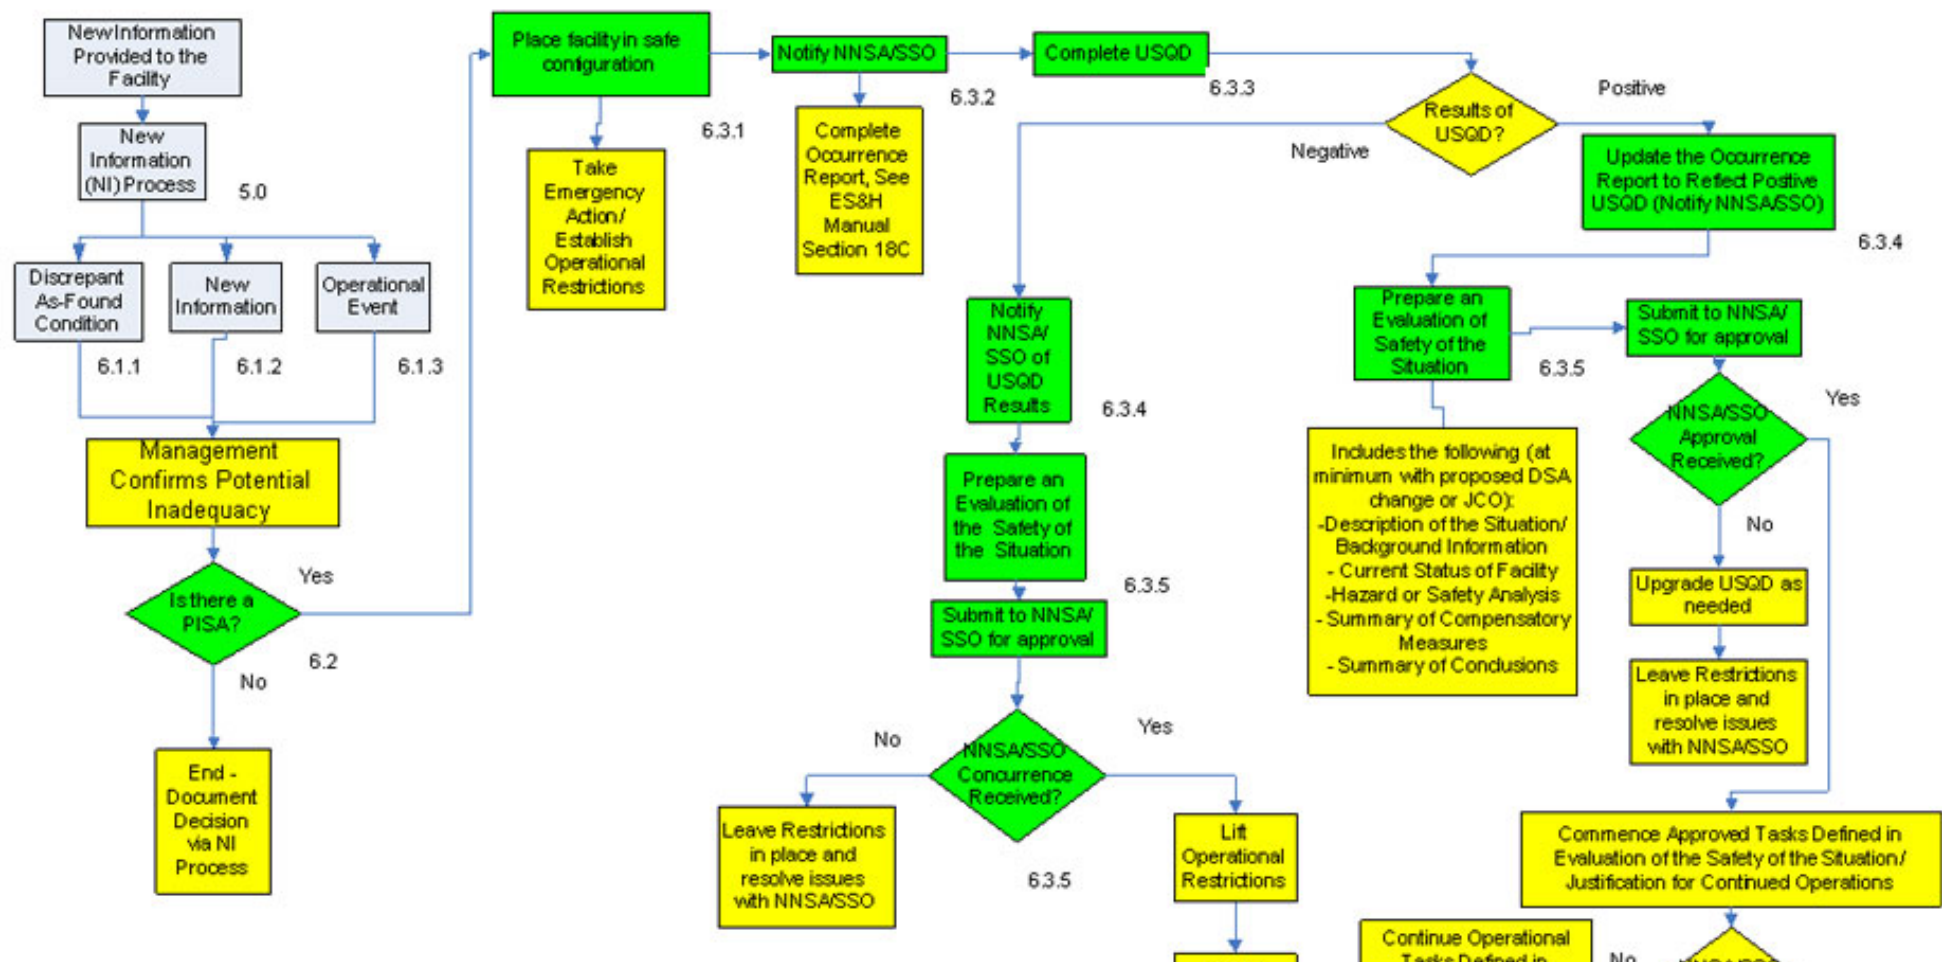 New Information
Provided to the
Facility
New
Information
(NI) Process
5.0
Discrepant
As-Found
Condition
New
Information
Operational
Event
6.1.1
6.1.2
6.1.3
Management
Confirms Potential
Inadequacy
Is there a
PISA?
Yes
6.2
No
End -
Document
Decision
via NI
Process
Place facility in safe
configuration
6.3.1
Take
Emergency
Action/
Establish
Operational
Restrictions
Notify NNSA/SSO
6.3.2
Complete
Occurrence
Report, See
ES&H
Manual
Section 18C
Complete USQD
6.3.3
Results of
USQD?
Negative
Positive
Notify
NNSA/
SSO of
USQD
Results
6.3.4
Prepare an
Evaluation of
the Safety of
the Situation
6.3.5
Submit to NNSA/
SSO for approval
NNSA/SSO
Concurrence
Received?
No
Yes
6.3.5
Leave Restrictions
in place and
resolve issues
with NNSA/SSO
Lift
Operational
Restrictions
Update the Occurrence
Report to Reflect Positive
USQD (Notify NNSA/SSO)
6.3.4
Prepare an
Evaluation of
Safety of the
Situation
6.3.5
Includes the following (at
minimum with proposed DSA
change or JCO):
-Description of the Situation/
Background Information
- Current Status of Facility
-Hazard or Safety Analysis
- Summary of Compensatory
Measures
- Summary of Conclusions
Submit to NNSA/
SSO for approval
NNSA/SSO
Approval
Received?
Yes
No
Upgrade USQD as
needed
Leave Restrictions
in place and
resolve issues
with NNSA/SSO
Commence Approved Tasks Defined in
Evaluation of the Safety of the Situation/
Justification for Continued Operations
Continue Operational
Tasks Defined in
No
NNSA/SSO